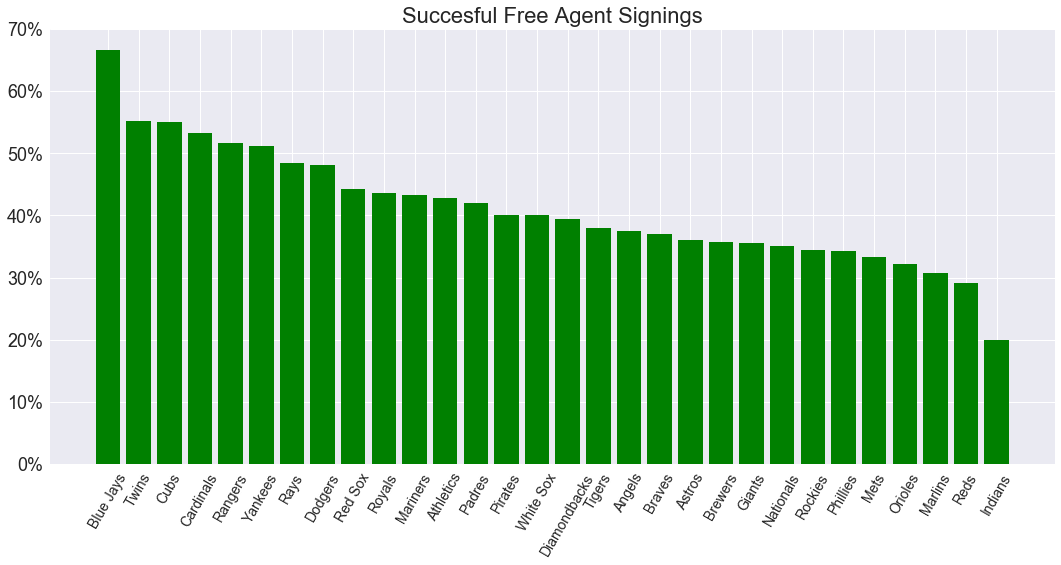 Succesful Free Agent Signings
70%
60%
50%
40%
30%
20%
10%
0%
Blue Jays
Twins
Cubs
Cardinals
Rangers
Yankees
Rays
Dodgers
Red Sox
Royals
Mariners
Athletics
Padres
Pirates
White Sox
Diamondbacks
Tigers
Angels
Braves
Astros
Brewers
Giants
Nationals
Rockies
Phillies
Mets
Orioles
Marlins
Reds
Indians